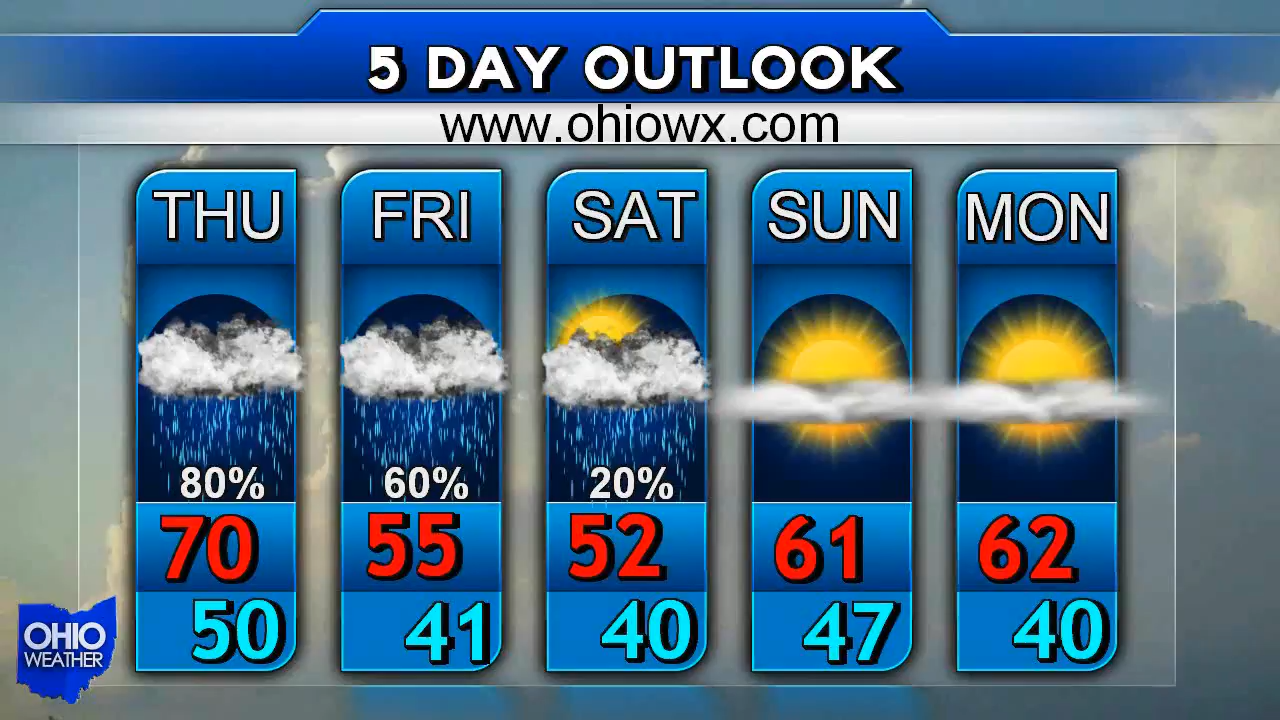 5 DAY OUTLOOK
www.ohiowx.com
THU FRI SAT SUN MON
80% 60% 20%
70 55 52 61 62
50 41 40 47 40
OHIO
WEATHER